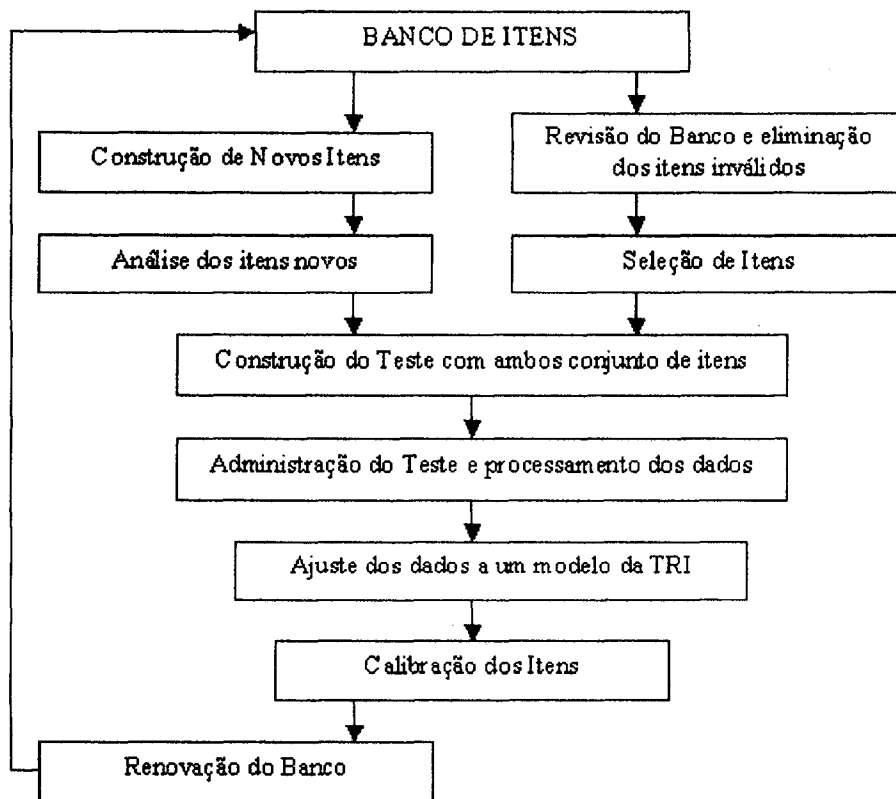 BANCO DE ITENS
Construção de Novos Itens
Revisão do Banco e eliminação
dos itens inválidos
Análise dos itens novos
Seleção de Itens
Construção do Teste com ambos conjunto de itens
Administração do Teste e processamento dos dados
Ajuste dos dados a um modelo da TRI
Calibração dos Itens
Renovação do Banco